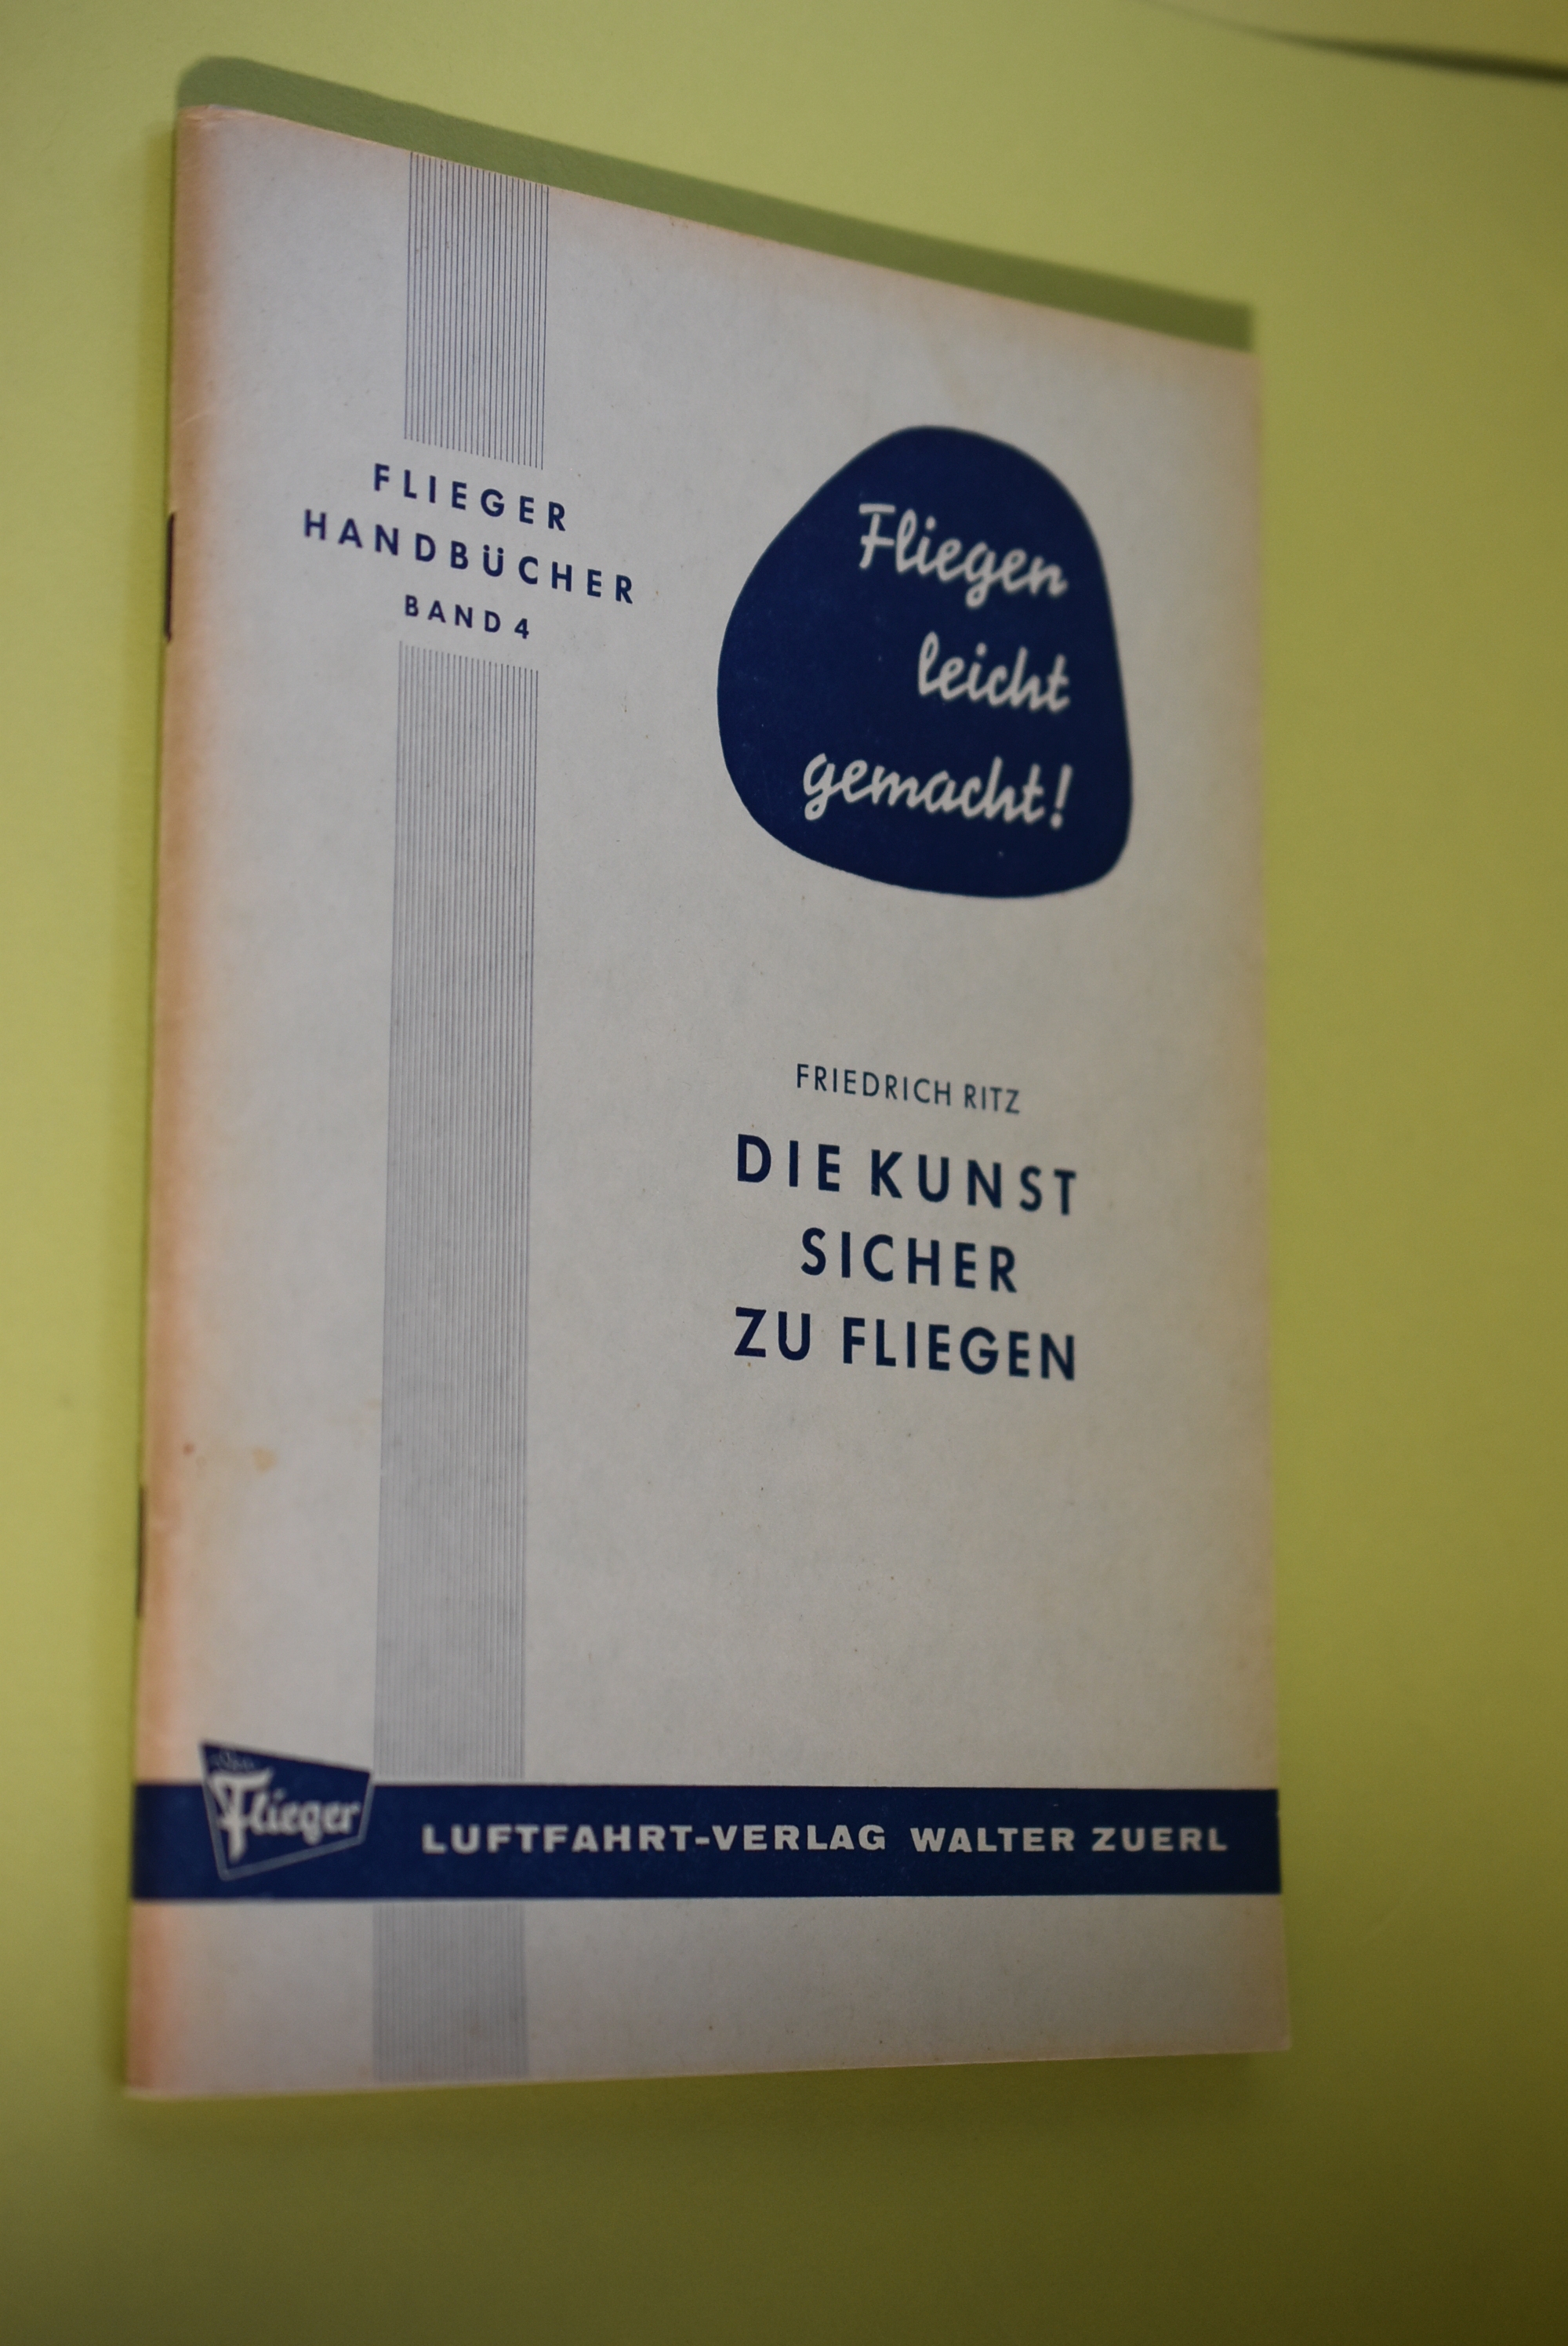 FLIEGER
HANDBÜCHER
BAND 4
Fliegen
leicht
gemacht!
FRIEDRICH RITZ
DIE KUNST
SICHER
ZU FLIEGEN
Flieger
LUFTFAHRT-VERLAG WALTER ZUERL